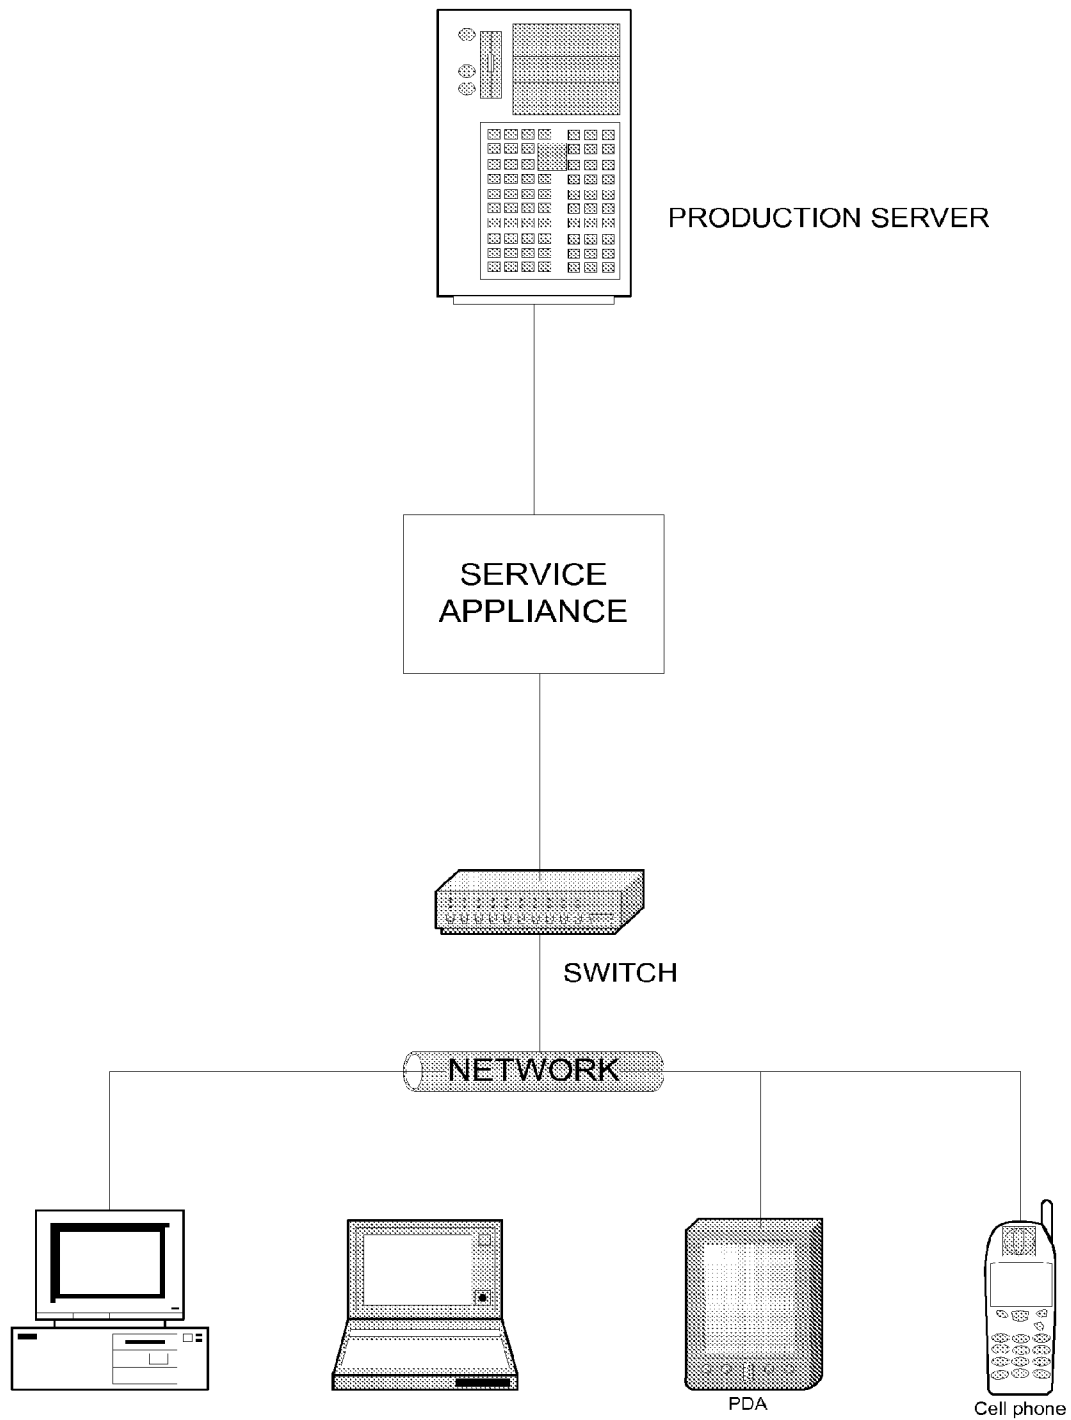 PRODUCTION SERVER
SERVICE
APPLIANCE
SWITCH
NETWORK
PDA
Cell phone